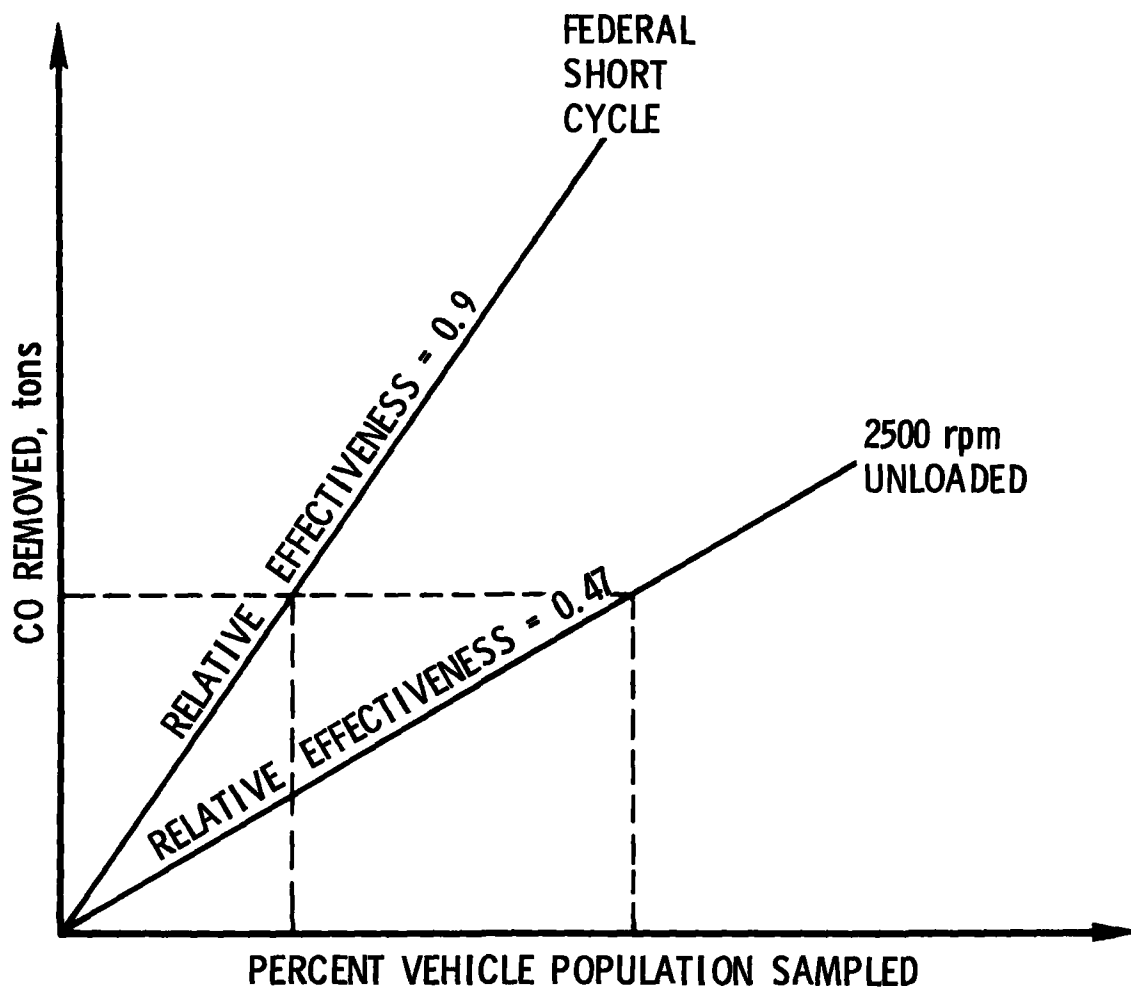 FEDERAL
SHORT
CYCLE
RELATIVE EFFECTIVENESS = 0.9
2500 rpm
UNLOADED
RELATIVE EFFECTIVENESS = 0.47
CO REMOVED, tons
PERCENT VEHICLE POPULATION SAMPLED